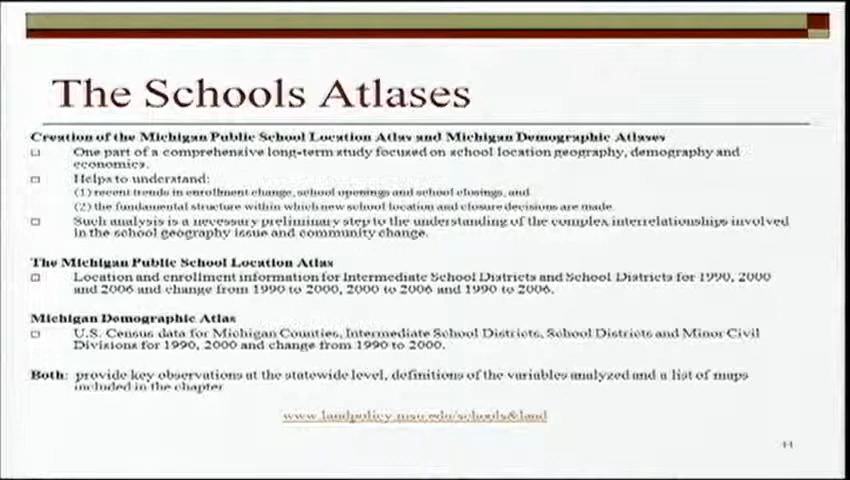 The Schools Atlases
Creation of the Michigan Public School Location Atlas and Michigan Demographic Atlases
One part of a comprehensive long-term study focused on school location geography, demography and
economics.
Helps to understand:
(1) recent trends in enrollment change, school openings and school closings, and
(2) the fundamental structure within which new school location and closure decisions are made.
Such analysis is a necessary preliminary step to the understanding of the complex interrelationships involved
in the school geography issue and community change.
The Michigan Public School Location Atlas
Location and enrollment information for Intermediate School Districts and School Districts for 1990, 2000
and 2006 and change from 1990 to 2000, 2000 to 2006 and 1990 to 2006.
Michigan Demographic Atlas
U.S. Census data for Michigan Counties, Intermediate School Districts, School Districts and Minor Civil
Divisions for 1990, 2000 and change from 1990 to 2000.
Both: provide key observations at the statewide level, definitions of the variables analyzed and a list of maps
included in the chapter
www.landpolicy.msu.edu/schools&land
44